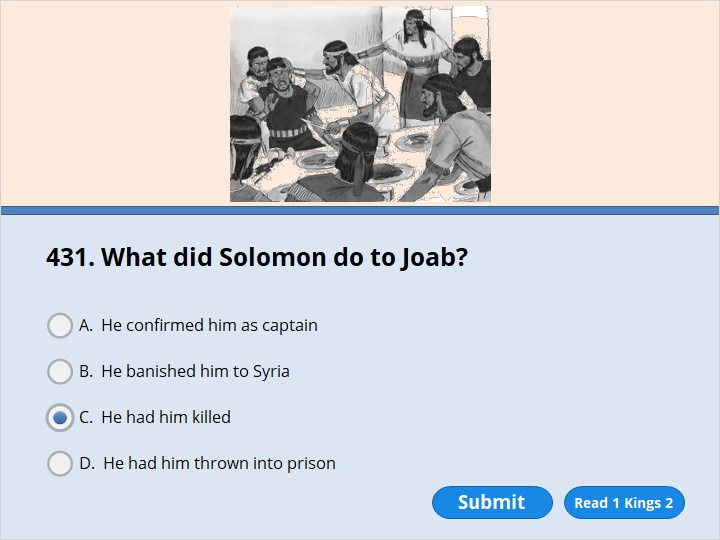 431. What did Solomon do to Joab?
A. He confirmed him as captain
B. He banished him to Syria
C. He had him killed
D. He had him thrown into prison
Submit
Read 1 Kings 2